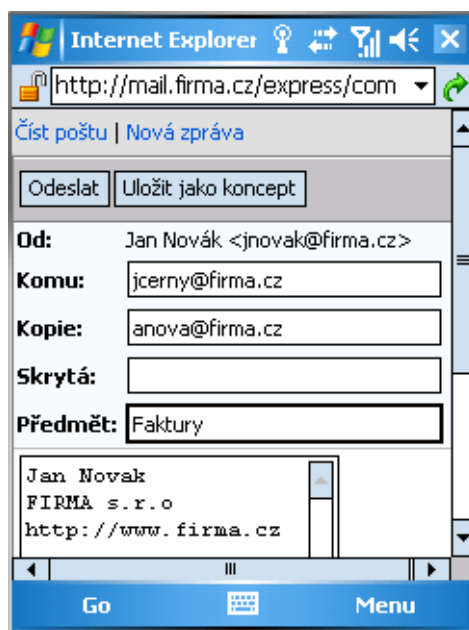 Internet Explorer
http://mail.firma.cz/express/com
Číst poštu | Nová zpráva
Odeslat Uložit jako koncept
Od: Jan Novák <jnovak@firma.cz>
Komu: jcerny@firma.cz
Kopie: anova@firma.cz
Skrytá:
Předmět: Faktury
Jan Novak
FIRMA s.r.o
http://www.firma.cz
Go Menu